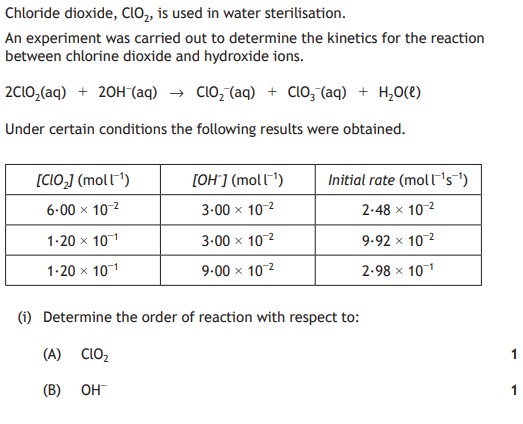 Chloride dioxide, ClO₂, is used in water sterilisation.
An experiment was carried out to determine the kinetics for the reaction
between chlorine dioxide and hydroxide ions.
2ClO₂(aq) + 2OH⁻(aq) → ClO₂⁻(aq) + ClO₃⁻(aq) + H₂O(ℓ)
Under certain conditions the following results were obtained.
[ClO₂] (mol l⁻¹) [OH⁻] (mol l⁻¹) Initial rate (mol l⁻¹s⁻¹)
6·00 × 10⁻² 3·00 × 10⁻² 2·48 × 10⁻²
1·20 × 10⁻¹ 3·00 × 10⁻² 9·92 × 10⁻²
1·20 × 10⁻¹ 9·00 × 10⁻² 2·98 × 10⁻¹
(i) Determine the order of reaction with respect to:
(A) ClO₂ 1
(B) OH⁻ 1